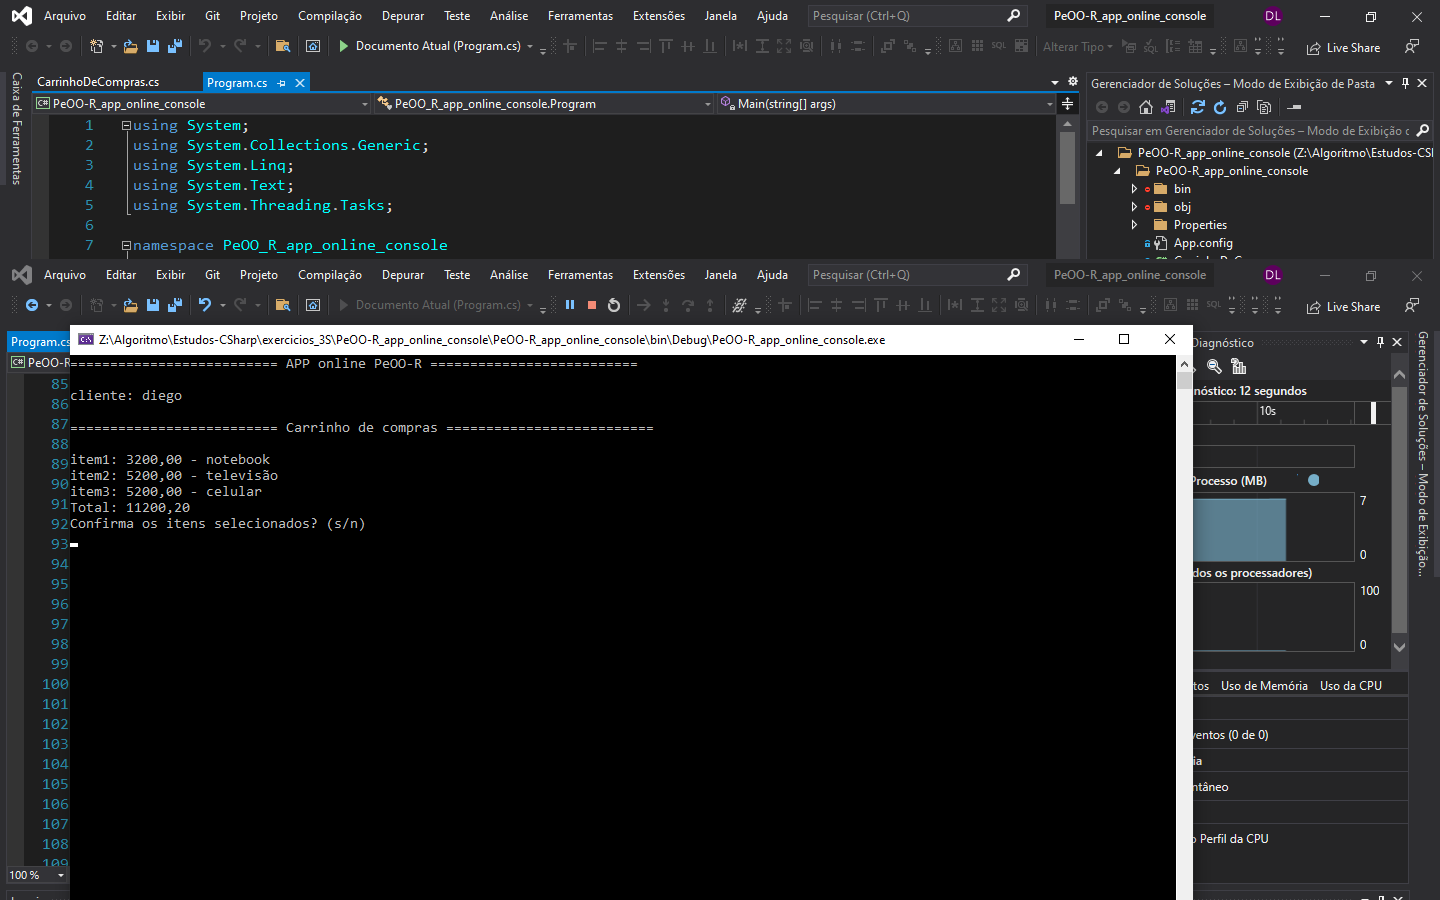 Arquivo Editar Exibir Git Projeto Compilação Depurar Teste Análise Ferramentas Extensões Janela Ajuda Pesquisar (Ctrl+Q) PeOO-R_app_online_console DL
Documento Atual (Program.cs) SQL Alterar Tipo SQL Live Share
Caixa de Ferramentas
CarrinhoDeCompras.cs Program.cs
C# PeOO-R_app_online_console PeOO_R_app_online_console.Program Main(string[] args)
1 using System;
2 using System.Collections.Generic;
3 using System.Linq;
4 using System.Text;
5 using System.Threading.Tasks;
6
7 namespace PeOO_R_app_online_console
Gerenciador de Soluções – Modo de Exibição de Pasta
Pesquisar em Gerenciador de Soluções – Modo de Exibição d
PeOO-R_app_online_console (Z:\Algoritmo\Estudos-CSI
PeOO-R_app_online_console
bin
obj
Properties
App.config
Arquivo Editar Exibir Git Projeto Compilação Depurar Teste Análise Ferramentas Extensões Janela Ajuda Pesquisar (Ctrl+Q) PeOO-R_app_online_console DL
Documento Atual (Program.cs) SQL Live Share
Program.cs
C# PeOO-R
Z:\Algoritmo\Estudos-CSharp\exercicios_3S\PeOO-R_app_online_console\PeOO-R_app_online_console\bin\Debug\PeOO-R_app_online_console.exe
========================== APP online PeOO-R ==========================
cliente: diego
========================== Carrinho de compras ==========================
item1: 3200,00 - notebook
item2: 5200,00 - televisão
item3: 5200,00 - celular
Total: 11200,20
Confirma os itens selecionados? (s/n)
85
86
87
88
89
90
91
92
93
94
95
96
97
98
99
100
101
102
103
104
105
106
107
108
109
100 %
Diagnóstico
nóstico: 12 segundos
10s
Processo (MB)
7
0
dos os processadores)
100
0
tos Uso de Memória Uso da CPU
ventos (0 de 0)
ia
ntâneo
o Perfil da CPU
Gerenciador de Soluções – Modo de Exibição...